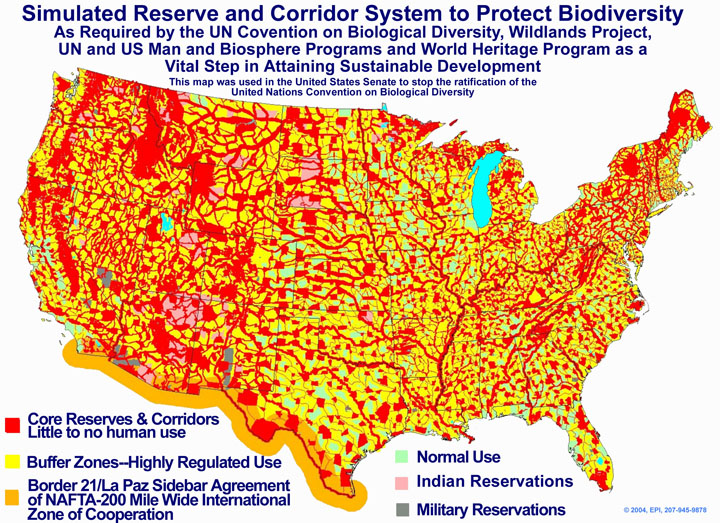 Simulated Reserve and Corridor System to Protect Biodiversity
As Required by the UN Covention on Biological Diversity, Wildlands Project,
UN and US Man and Biosphere Programs and World Heritage Program as a
Vital Step in Attaining Sustainable Development
This map was used in the United States Senate to stop the ratification of the
United Nations Convention on Biological Diversity
Core Reserves & Corridors
Little to no human use
Buffer Zones--Highly Regulated Use
Border 21/La Paz Sidebar Agreement
of NAFTA-200 Mile Wide International
Zone of Cooperation
Normal Use
Indian Reservations
Military Reservations
© 2004, EPI, 207-945-9878